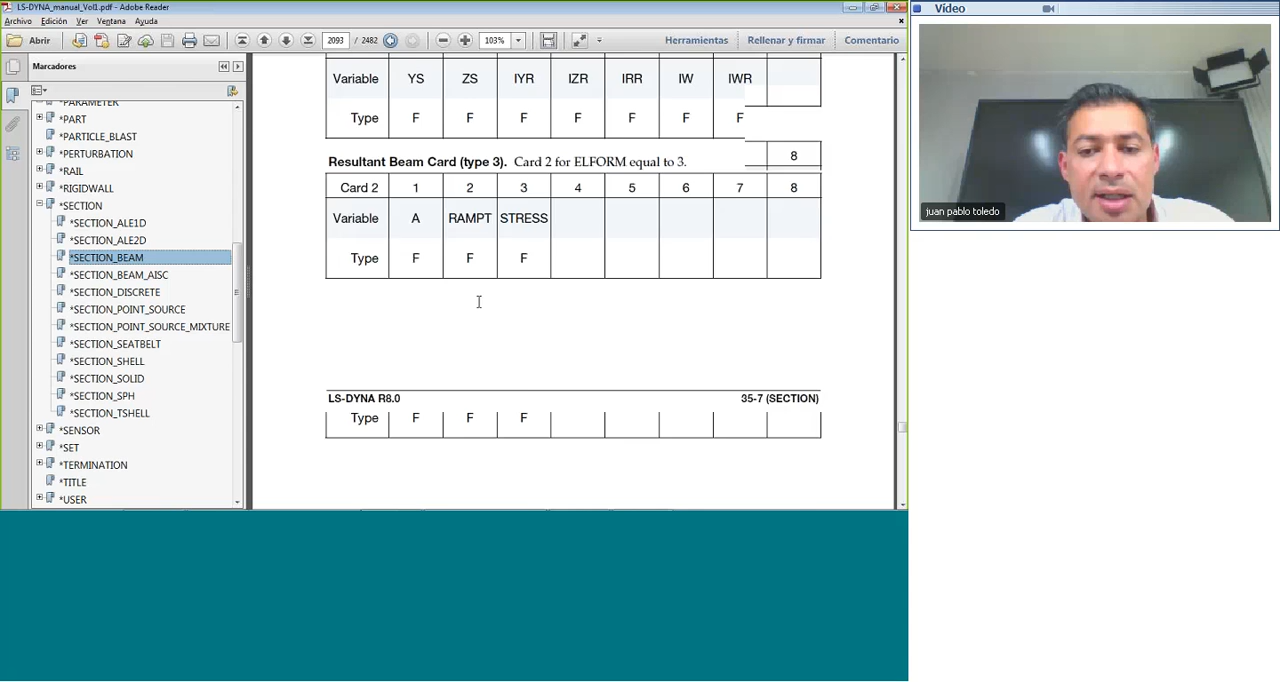 LS-DYNA_manual_Vol1.pdf - Adobe Reader
Archivo Edición Ver Ventana Ayuda
Abrir 2093 / 2482 103% Herramientas Rellenar y firmar Comentario
Marcadores
*PARAMETER
*PART
*PARTICLE_BLAST
*PERTURBATION
*RAIL
*RIGIDWALL
*SECTION
*SECTION_ALE1D
*SECTION_ALE2D
*SECTION_BEAM
*SECTION_BEAM_AISC
*SECTION_DISCRETE
*SECTION_POINT_SOURCE
*SECTION_POINT_SOURCE_MIXTURE
*SECTION_SEATBELT
*SECTION_SHELL
*SECTION_SOLID
*SECTION_SPH
*SECTION_TSHELL
*SENSOR
*SET
*TERMINATION
*TITLE
*USER
Variable YS ZS IYR IZR IRR IW IWR
Type F F F F F F F
8
Resultant Beam Card (type 3). Card 2 for ELFORM equal to 3.
Card 2 1 2 3 4 5 6 7 8
Variable A RAMPT STRESS
Type F F F
LS-DYNA R8.0 35-7 (SECTION)
Type F F F
Vídeo
juan pablo toledo